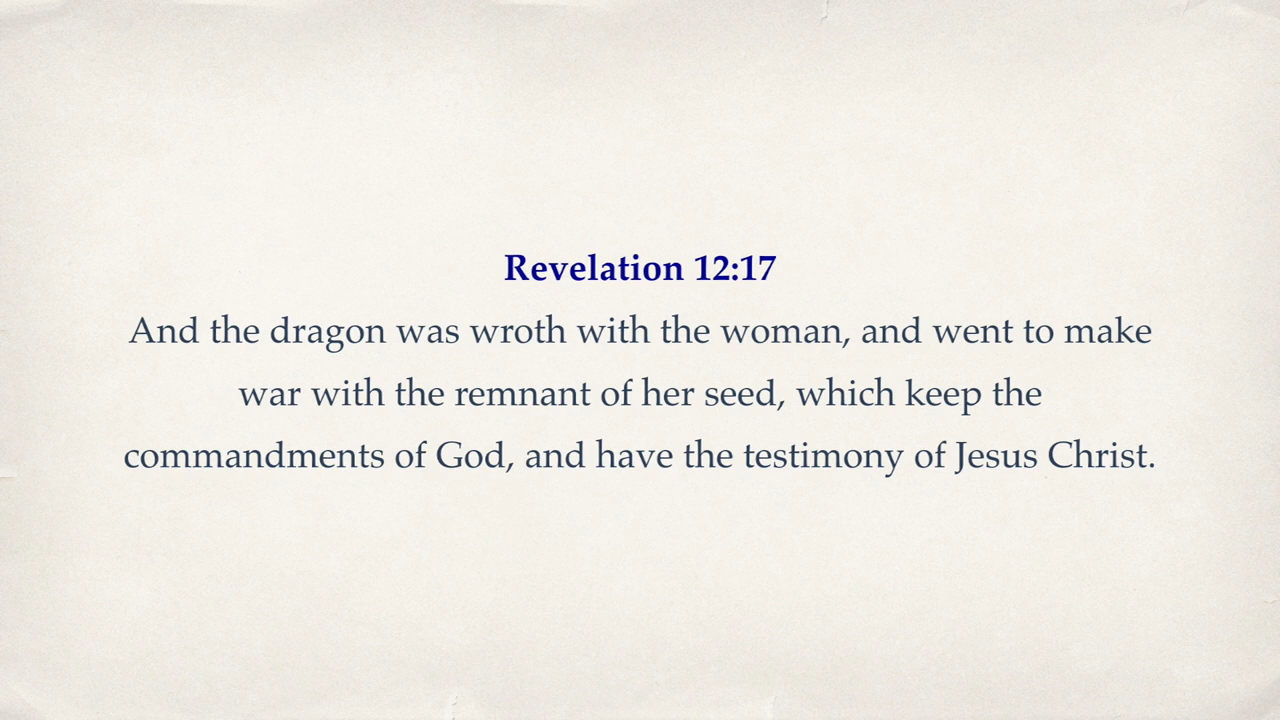 Revelation 12:17
And the dragon was wroth with the woman, and went to make
war with the remnant of her seed, which keep the
commandments of God, and have the testimony of Jesus Christ.